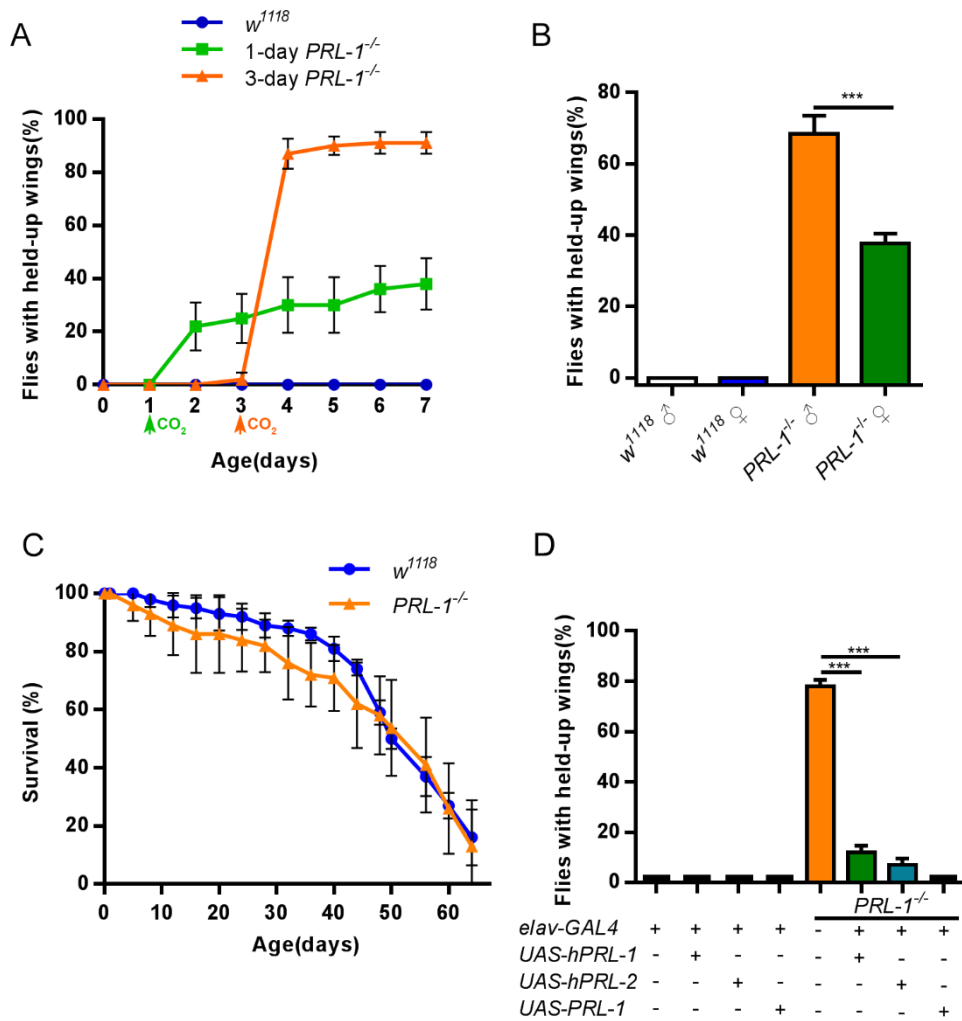 A
w1118
1-day PRL-1-/-
3-day PRL-1-/-
Flies with held-up wings(%)
100
80
60
40
20
0
0 1 2 3 4 5 6 7
CO2 CO2
Age(days)
B
Flies with held-up wings(%)
80
60
40
20
0
***
w1118 ♂
w1118 ♀
PRL-1-/- ♂
PRL-1-/- ♀
C
w1118
PRL-1-/-
Survival (%)
100
80
60
40
20
0
0 10 20 30 40 50 60
Age(days)
D
Flies with held-up wings(%)
100
80
60
40
20
0
***
***
PRL-1-/-
elav-GAL4 + + + + - + + +
UAS-hPRL-1 - + - - - + - -
UAS-hPRL-2 - - + - - - + -
UAS-PRL-1 - - - + - - - +